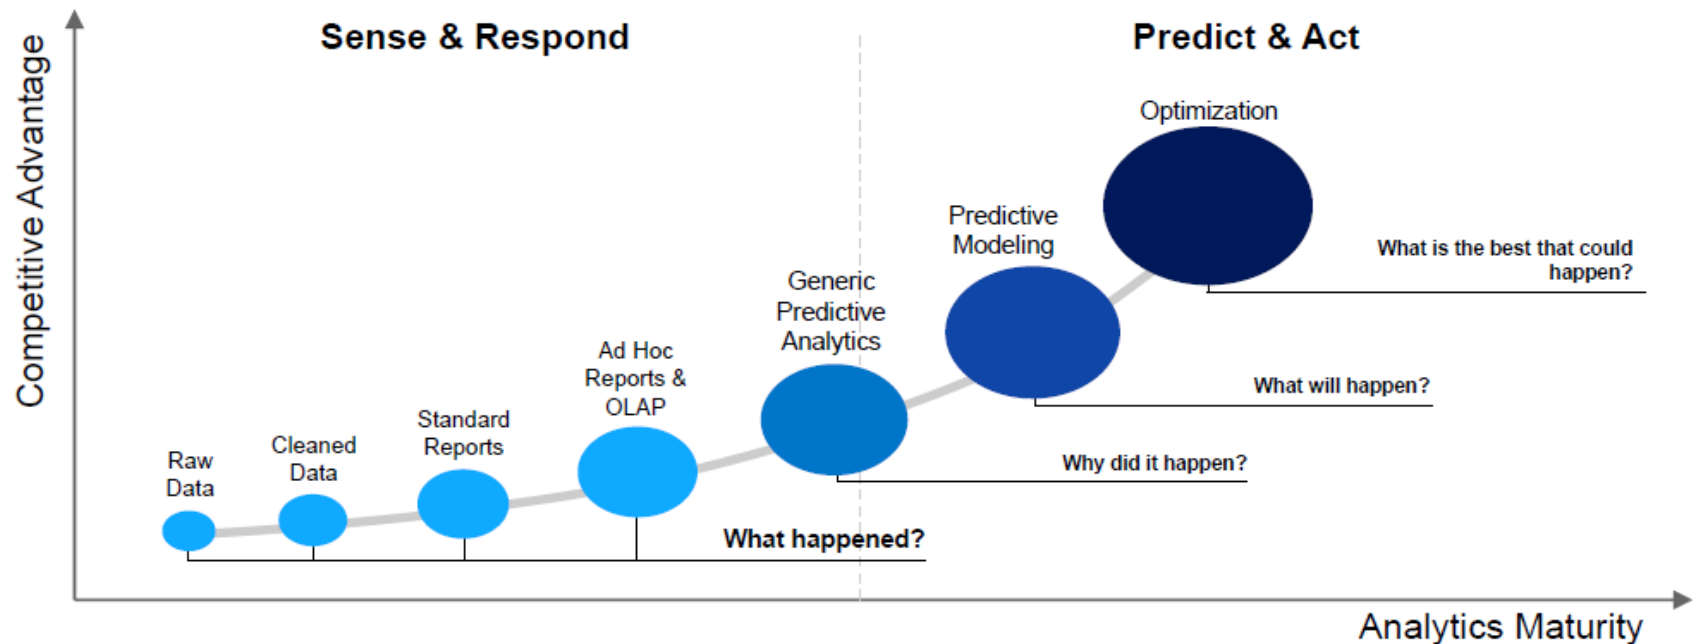 Sense & Respond
Predict & Act
Competitive Advantage
Optimization
Predictive
Modeling
What is the best that could
happen?
Generic
Predictive
Analytics
Ad Hoc
Reports &
OLAP
What will happen?
Standard
Reports
Cleaned
Data
Raw
Data
Why did it happen?
What happened?
Analytics Maturity